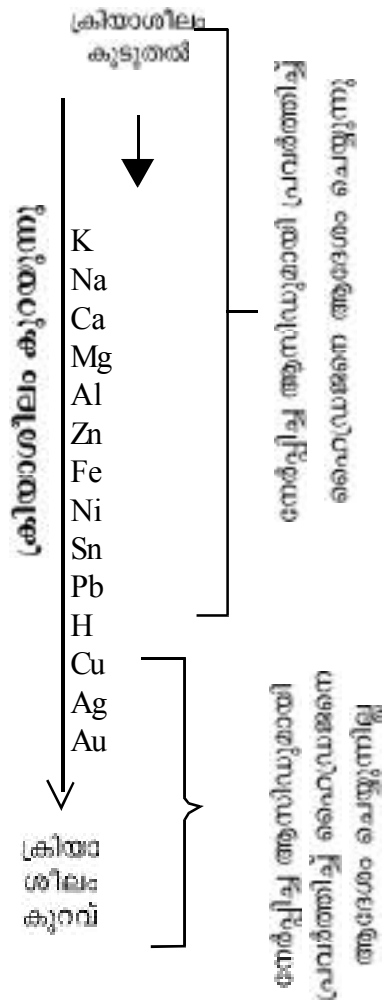 ക്രിയാശീലം
കൂടുതൽ
ക്രിയാശീലം കുറയുന്നു
K
Na
Ca
Mg
Al
Zn
Fe
Ni
Sn
Pb
H
Cu
Ag
Au
ക്രിയാ
ശീലം
കുറവ്
നേർപ്പിച്ച ആസിഡുമായി പ്രവർത്തിച്ച്
ഹൈഡ്രജനെ ആദേശം ചെയ്യുന്നു
നേർപ്പിച്ച ആസിഡുമായി
പ്രവർത്തിച്ച് ഹൈഡ്രജനെ
ആദേശം ചെയ്യുന്നില്ല